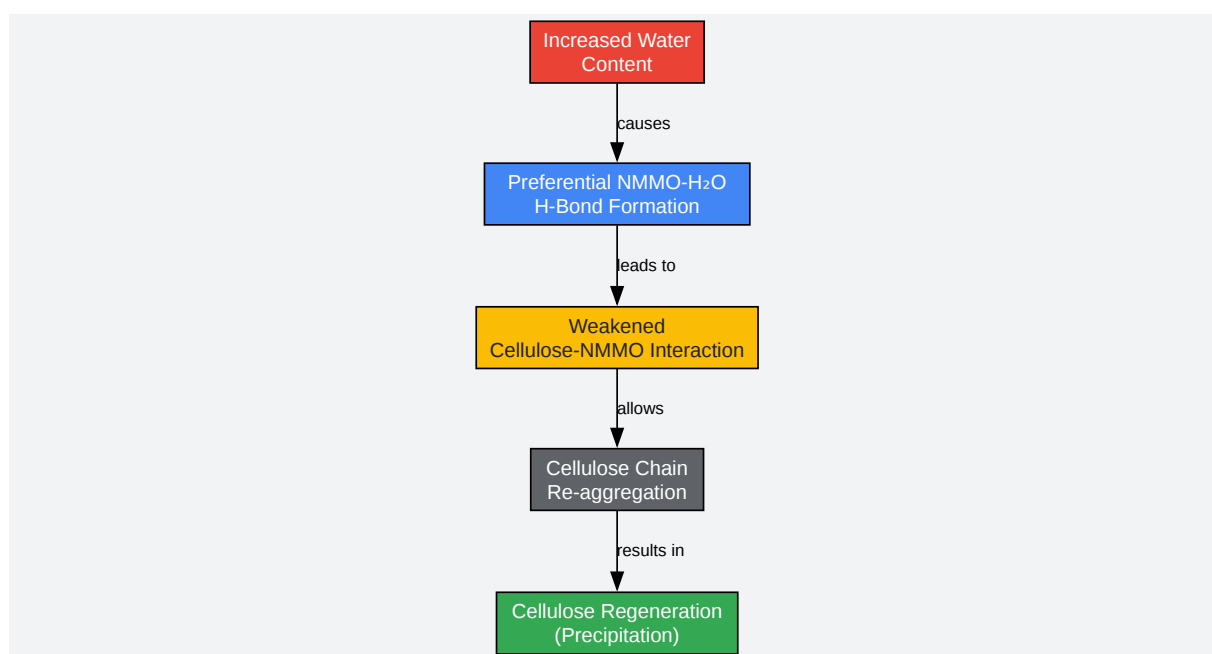 Increased Water
Content
causes
Preferential NMMO-H₂O
H-Bond Formation
leads to
Weakened
Cellulose-NMMO Interaction
allows
Cellulose Chain
Re-aggregation
results in
Cellulose Regeneration
(Precipitation)